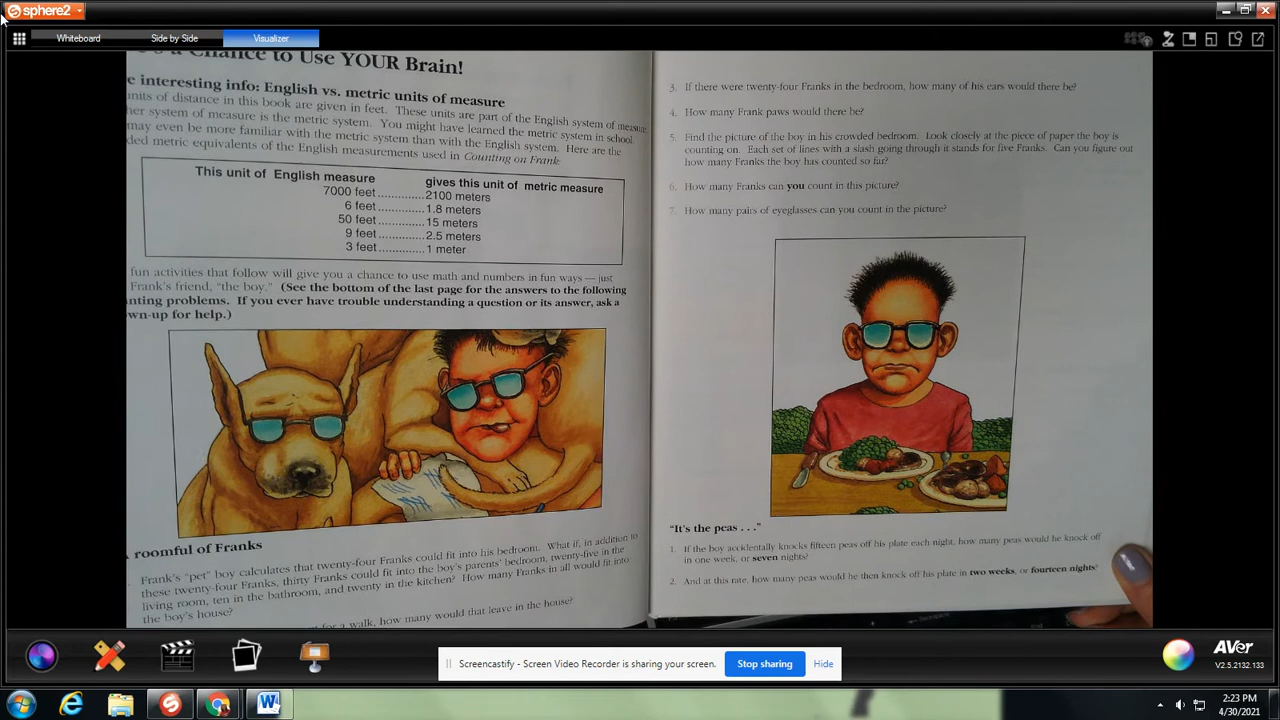 sphere2
Whiteboard
Side by Side
Visualizer
a Chance to Use YOUR Brain!
e interesting info: English vs. metric units of measure
units of distance in this book are given in feet. These units are part of the English system of measure
her system of measure is the metric system. You might have learned the metric system in school
may even be more familiar with the metric system than with the English system. Here are the
ded metric equivalents of the English measurements used in Counting on Frank
This unit of English measure gives this unit of metric measure
7000 feet..............2100 meters
6 feet..............1.8 meters
50 feet..............15 meters
9 feet..............2.5 meters
3 feet..............1 meter
fun activities that follow will give you a chance to use math and numbers in fun ways — just
Frank's friend, "the boy." (See the bottom of the last page for the answers to the following
nting problems. If you ever have trouble understanding a question or its answer, ask a
wn-up for help.)
roomful of Franks
Frank's "pet" boy calculates that twenty-four Franks could fit into his bedroom. What if, in addition to
these twenty-four Franks, thirty Franks could fit into the boy's parents' bedroom, twenty-five in the
living room, ten in the bathroom, and twenty in the kitchen? How many Franks in all would fit into
the boy's house?
for a walk, how many would that leave in the house?
3. If there were twenty-four Franks in the bedroom, how many of his ears would there be?
4. How many Frank paws would there be?
5. Find the picture of the boy in his crowded bedroom. Look closely at the piece of paper the boy is
counting on. Each set of lines with a slash going through it stands for five Franks. Can you figure out
how many Franks the boy has counted so far?
6. How many Franks can you count in this picture?
7. How many pairs of eyeglasses can you count in the picture?
"It's the peas . . ."
1. If the boy accidentally knocks fifteen peas off his plate each night, how many peas would he knock off
in one week, or seven nights?
2. And at this rate, how many peas would he then knock off his plate in two weeks, or fourteen nights?
Screencastify - Screen Video Recorder is sharing your screen.
Stop sharing
Hide
AVer
V2.5.2132.133
2:23 PM
4/30/2021